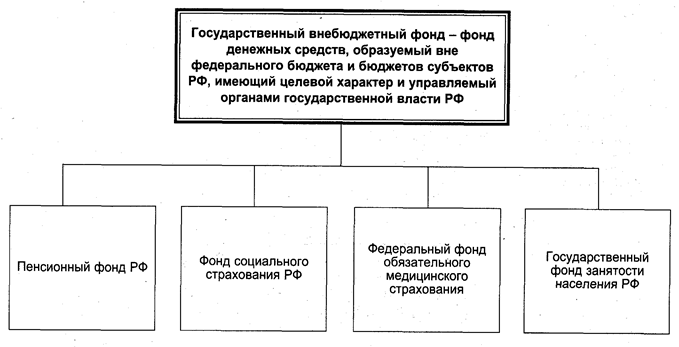 Государственный внебюджетный фонд – фонд
денежных средств, образуемый вне
федерального бюджета и бюджетов субъектов
РФ, имеющий целевой характер и управляемый
органами государственной власти РФ
Пенсионный фонд РФ
Фонд социального
страхования РФ
Федеральный фонд
обязательного
медицинского
страхования
Государственный
фонд занятости
населения РФ